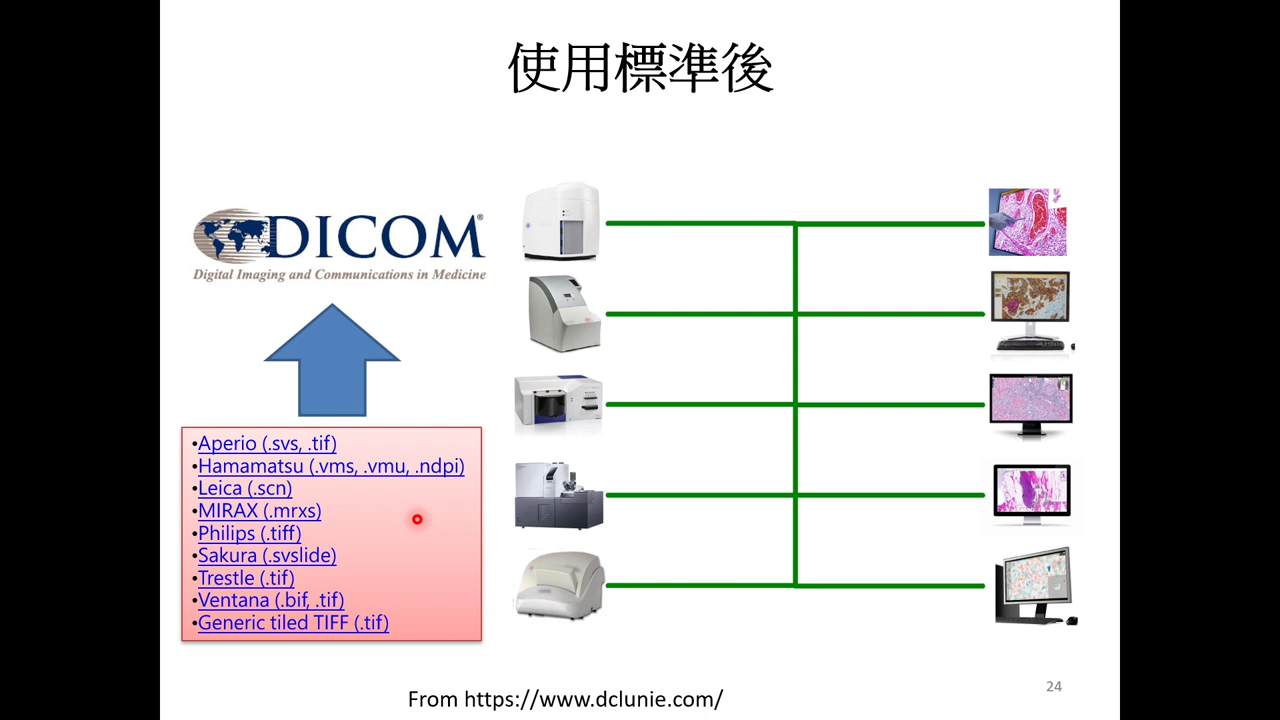 使用標準後
DICOM®
Digital Imaging and Communications in Medicine
•Aperio (.svs, .tif)
•Hamamatsu (.vms, .vmu, .ndpi)
•Leica (.scn)
•MIRAX (.mrxs)
•Philips (.tiff)
•Sakura (.svslide)
•Trestle (.tif)
•Ventana (.bif, .tif)
•Generic tiled TIFF (.tif)
From https://www.dclunie.com/
24